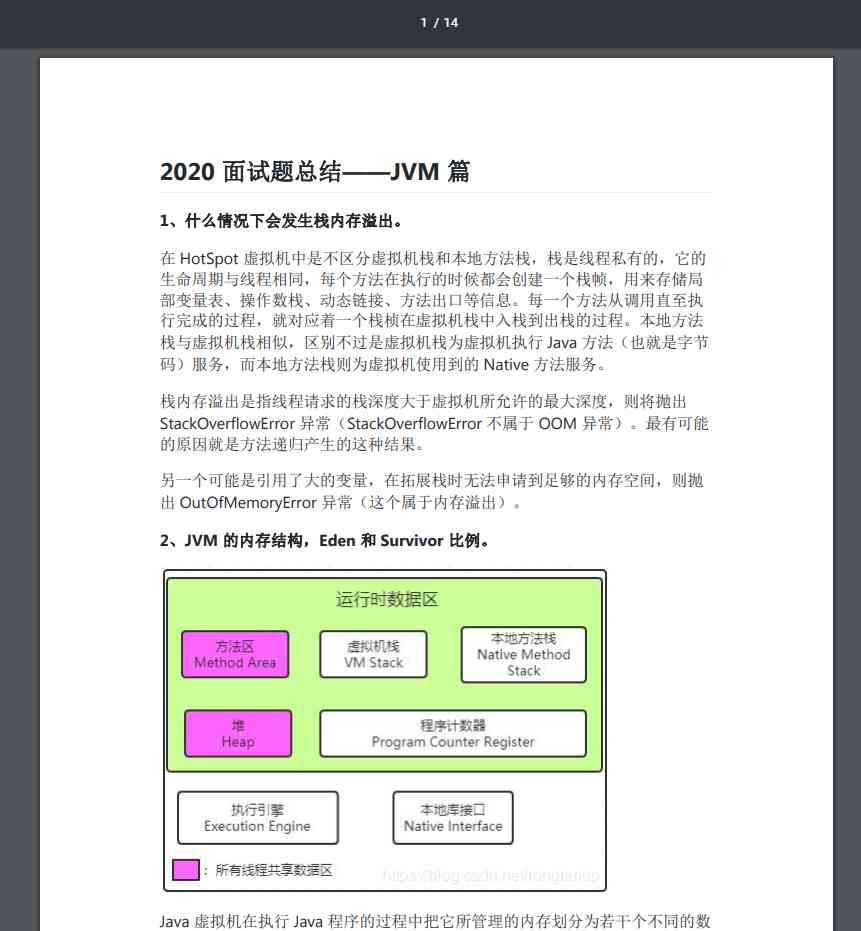 1 / 14
2020 面试题总结——JVM 篇
1、什么情况下会发生栈内存溢出。
在 HotSpot 虚拟机中是不区分虚拟机栈和本地方法栈，栈是线程私有的，它的
生命周期与线程相同，每个方法在执行的时候都会创建一个栈帧，用来存储局
部变量表、操作数栈、动态链接、方法出口等信息。每一个方法从调用直至执
行完成的过程，就对应着一个栈桢在虚拟机栈中入栈到出栈的过程。本地方法
栈与虚拟机栈相似，区别不过是虚拟机栈为虚拟机执行 Java 方法（也就是字节
码）服务，而本地方法栈则为虚拟机使用到的 Native 方法服务。
栈内存溢出是指线程请求的栈深度大于虚拟机所允许的最大深度，则将抛出
StackOverflowError 异常（StackOverflowError 不属于 OOM 异常）。最有可能
的原因就是方法递归产生的这种结果。
另一个可能是引用了大的变量，在拓展栈时无法申请到足够的内存空间，则抛
出 OutOfMemoryError 异常（这个属于内存溢出）。
2、JVM 的内存结构，Eden 和 Survivor 比例。
运行时数据区
方法区
Method Area
虚拟机栈
VM Stack
本地方法栈
Native Method
Stack
堆
Heap
程序计数器
Program Counter Register
执行引擎
Execution Engine
本地库接口
Native Interface
：所有线程共享数据区
Java 虚拟机在执行 Java 程序的过程中把它所管理的内存划分为若干个不同的数